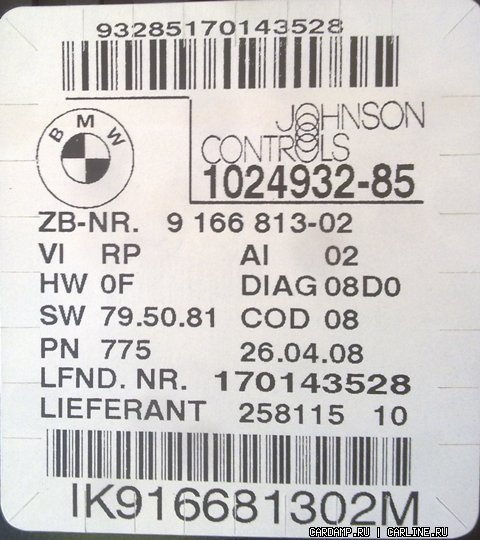 93285170143528
BMW
JOHNSON
CONTROLS
1024932-85
ZB-NR. 9 166 813-02
VI RP AI 02
HW 0F DIAG 08D0
SW 79.50.81 COD 08
PN 775 26.04.08
LFND. NR. 170143528
LIEFERANT 258115 10
IK916681302M
CARDAMP.RU | CARLINE.RU